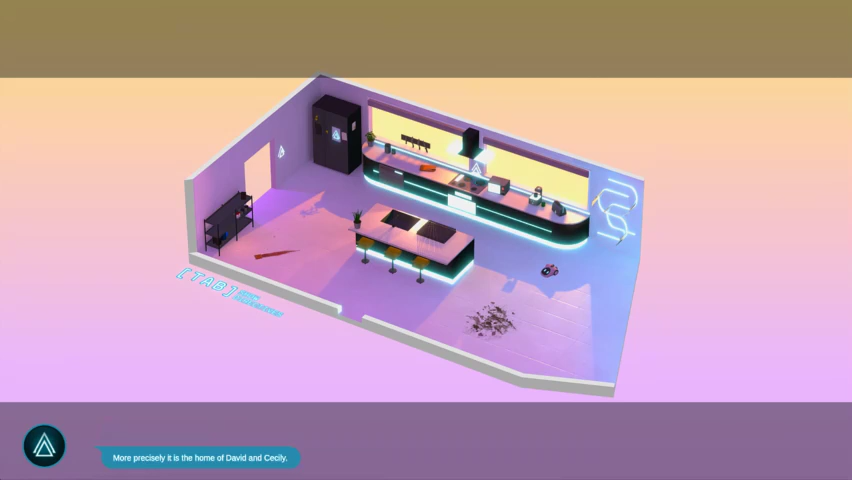 [TAB]
More precisely it is the home of David and Cecily.